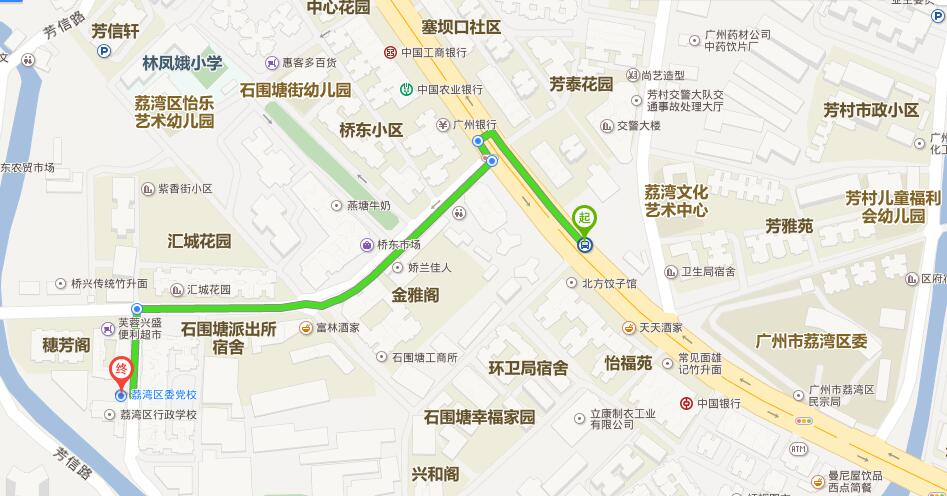 中心花园
芳信路
芳信轩
塞坝口社区
林凤娥小学
惠客多百货
中国工商银行
广州药材公司
中药饮片厂
荔湾区怡乐
艺术幼儿园
石围塘街幼儿园
中国农业银行
芳泰花园
尚艺造型
芳村交警大队交
通事故处理大厅
芳村市政小区
桥东小区
广州银行
交警大楼
广州
化工
东农贸市场
紫香街小区
燕塘牛奶
荔湾文化
艺术中心
芳村儿童福利
会幼儿园
起
芳雅苑
汇城花园
桥东市场
娇兰佳人
卫生局宿舍
区府
桥兴传统竹升面
汇城花园
金雅阁
北方饺子馆
芙蓉兴盛
便利超市
石围塘派出所
宿舍
富林酒家
天天酒家
穗芳阁
广州市荔湾区委
终
石围塘工商所
环卫局宿舍
怡福苑
常见面雄
记竹升面
荔湾区委党校
广州市荔湾区
民宗局
荔湾区行政学校
石围塘幸福家园
立康制衣工业
有限公司
中国银行
芳信路
兴和阁
ATM
曼尼屋饮品
西点简餐